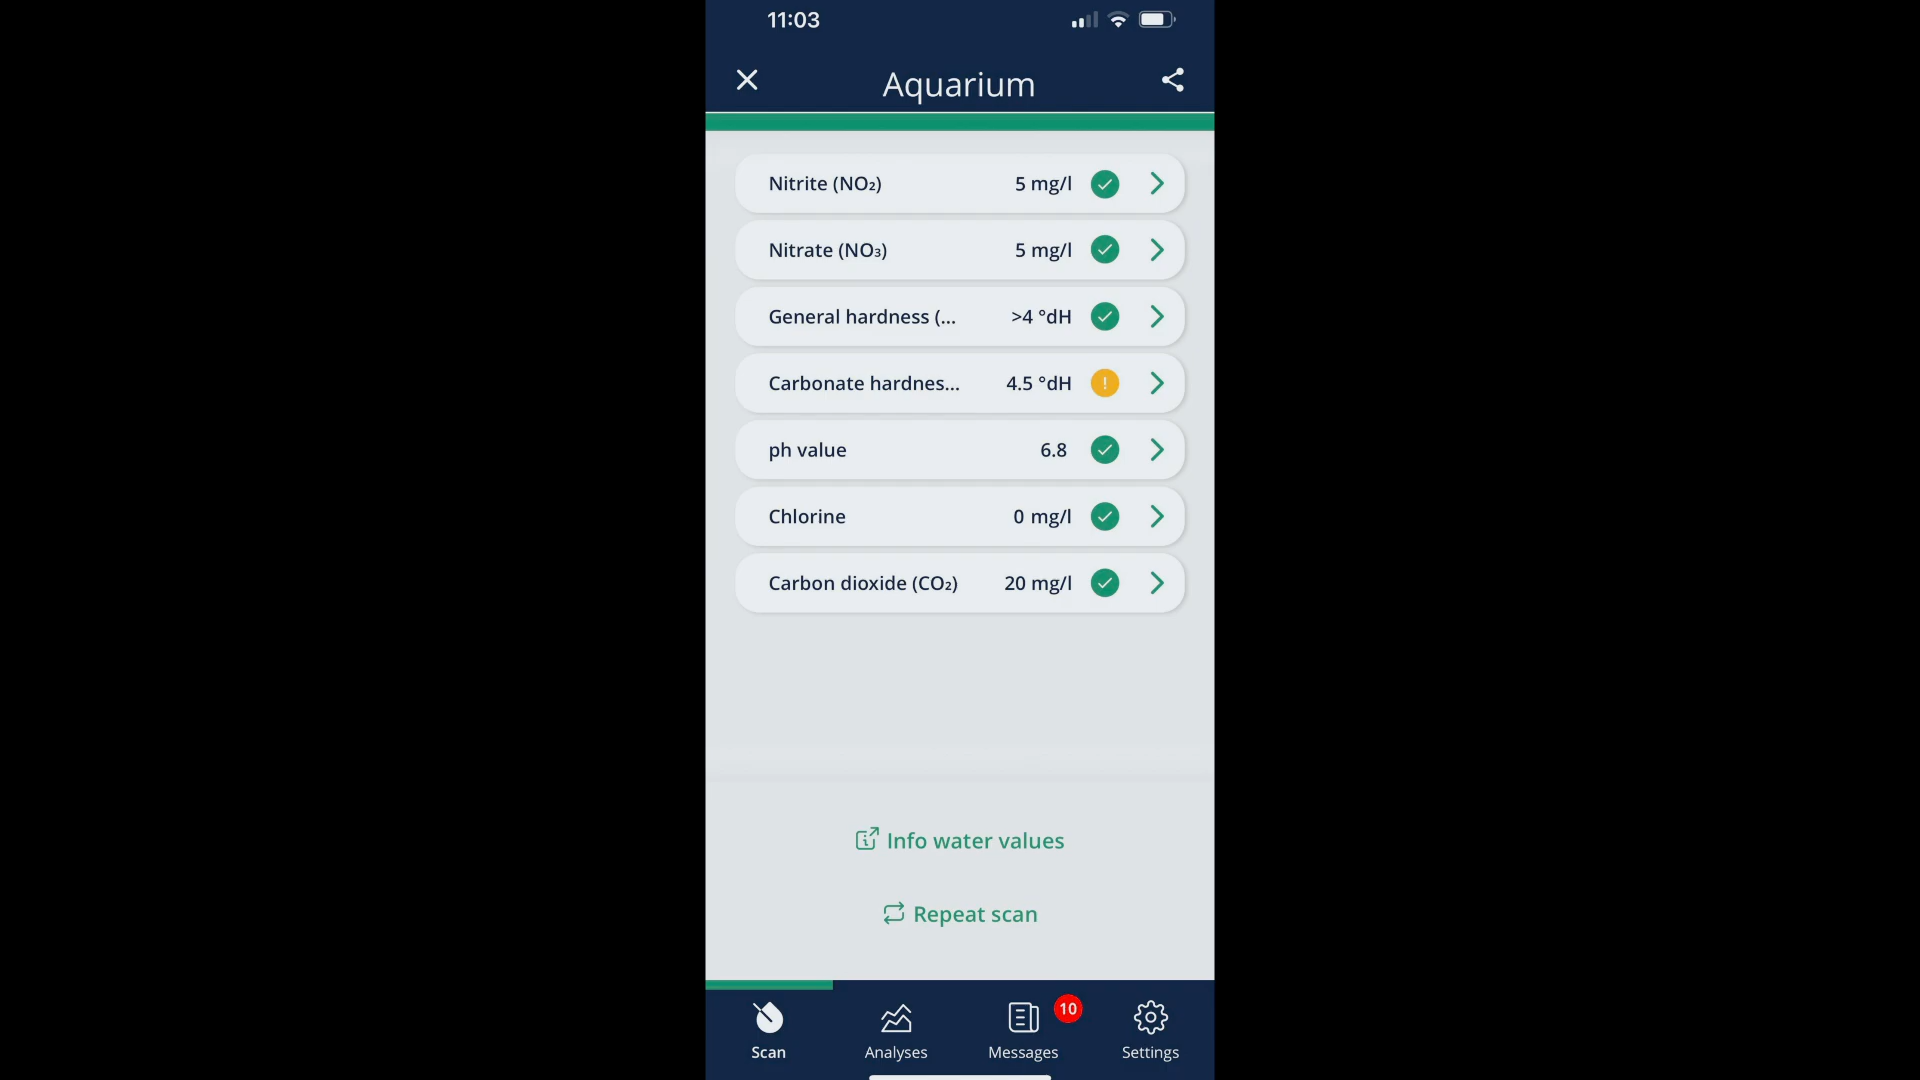 11:03
Aquarium
Nitrite (NO₂) 5 mg/l
Nitrate (NO₃) 5 mg/l
General hardness (... >4 °dH
Carbonate hardnes... 4.5 °dH
ph value 6.8
Chlorine 0 mg/l
Carbon dioxide (CO₂) 20 mg/l
Info water values
Repeat scan
10
Scan Analyses Messages Settings